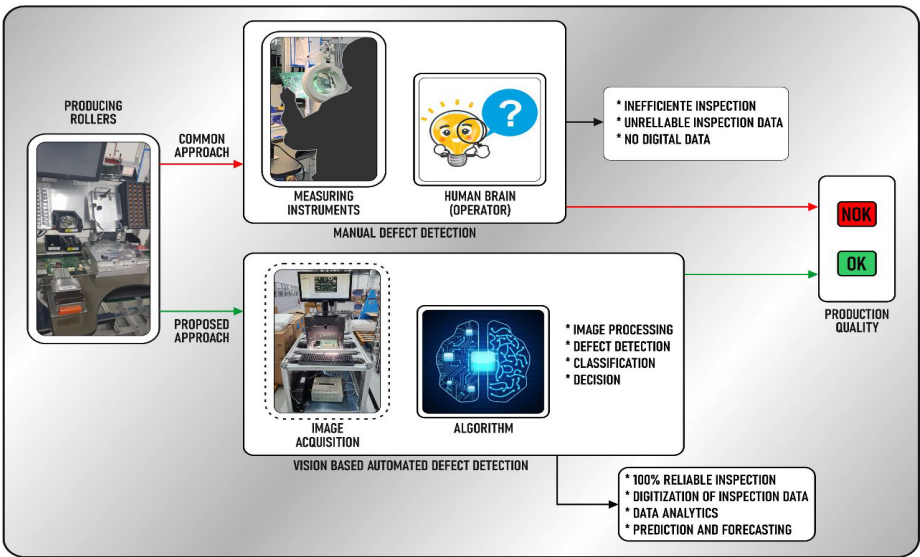 PRODUCING
ROLLERS
COMMON
APPROACH
PROPOSED
APPROACH
MEASURING
INSTRUMENTS
?
HUMAN BRAIN
(OPERATOR)
MANUAL DEFECT DETECTION
* INEFFICIENTE INSPECTION
* UNRELLABLE INSPECTION DATA
* NO DIGITAL DATA
IMAGE
ACQUISITION
ALGORITHM
* IMAGE PROCESSING
* DEFECT DETECTION
* CLASSIFICATION
* DECISION
VISION BASED AUTOMATED DEFECT DETECTION
* 100% RELIABLE INSPECTION
* DIGITIZATION OF INSPECTION DATA
* DATA ANALYTICS
* PREDICTION AND FORECASTING
NOK
OK
PRODUCTION
QUALITY